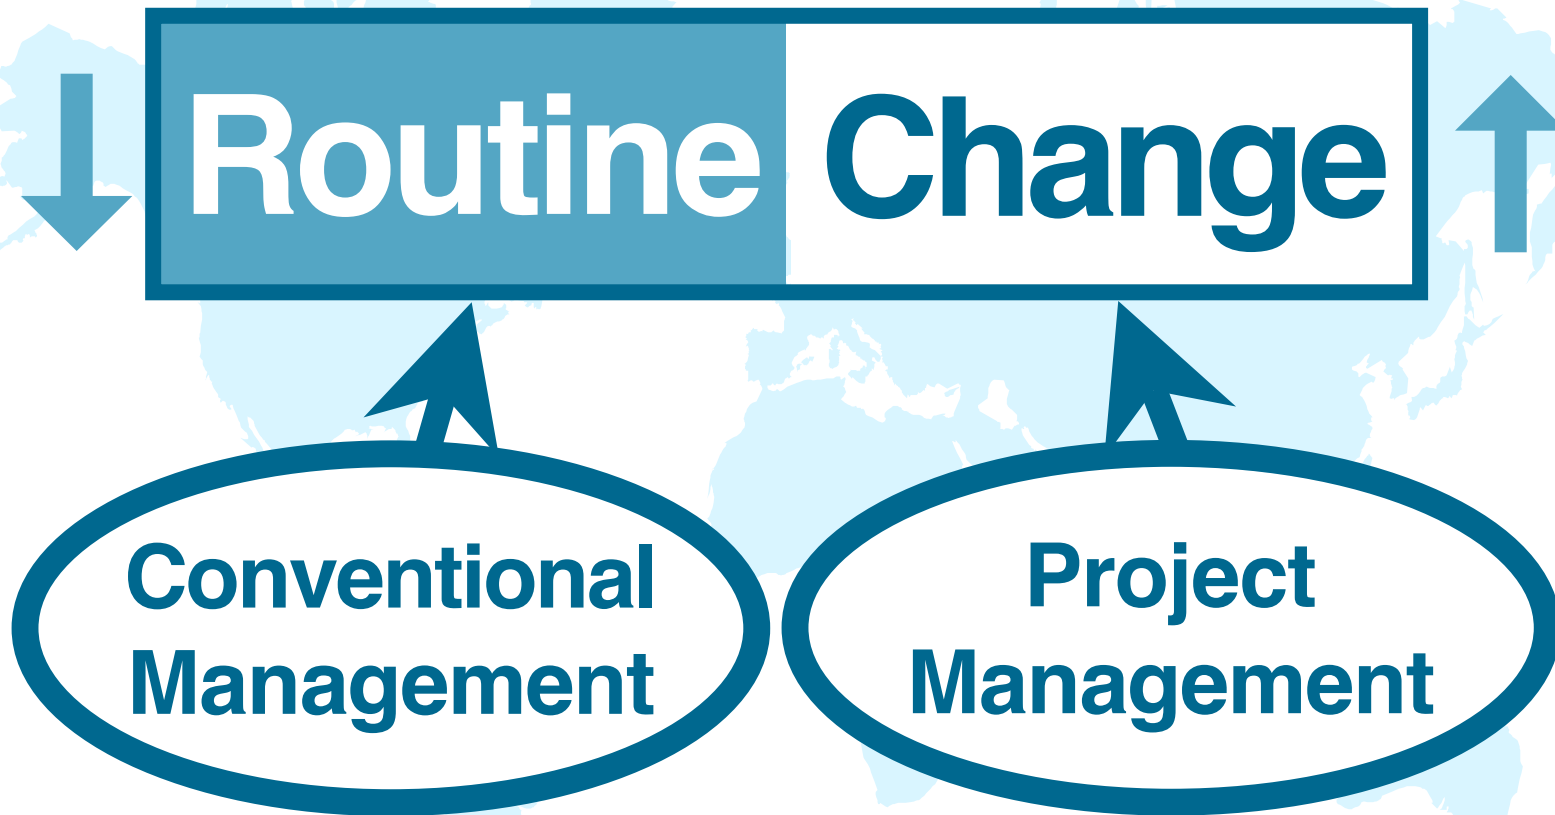 Routine Change
Conventional
Management
Project
Management